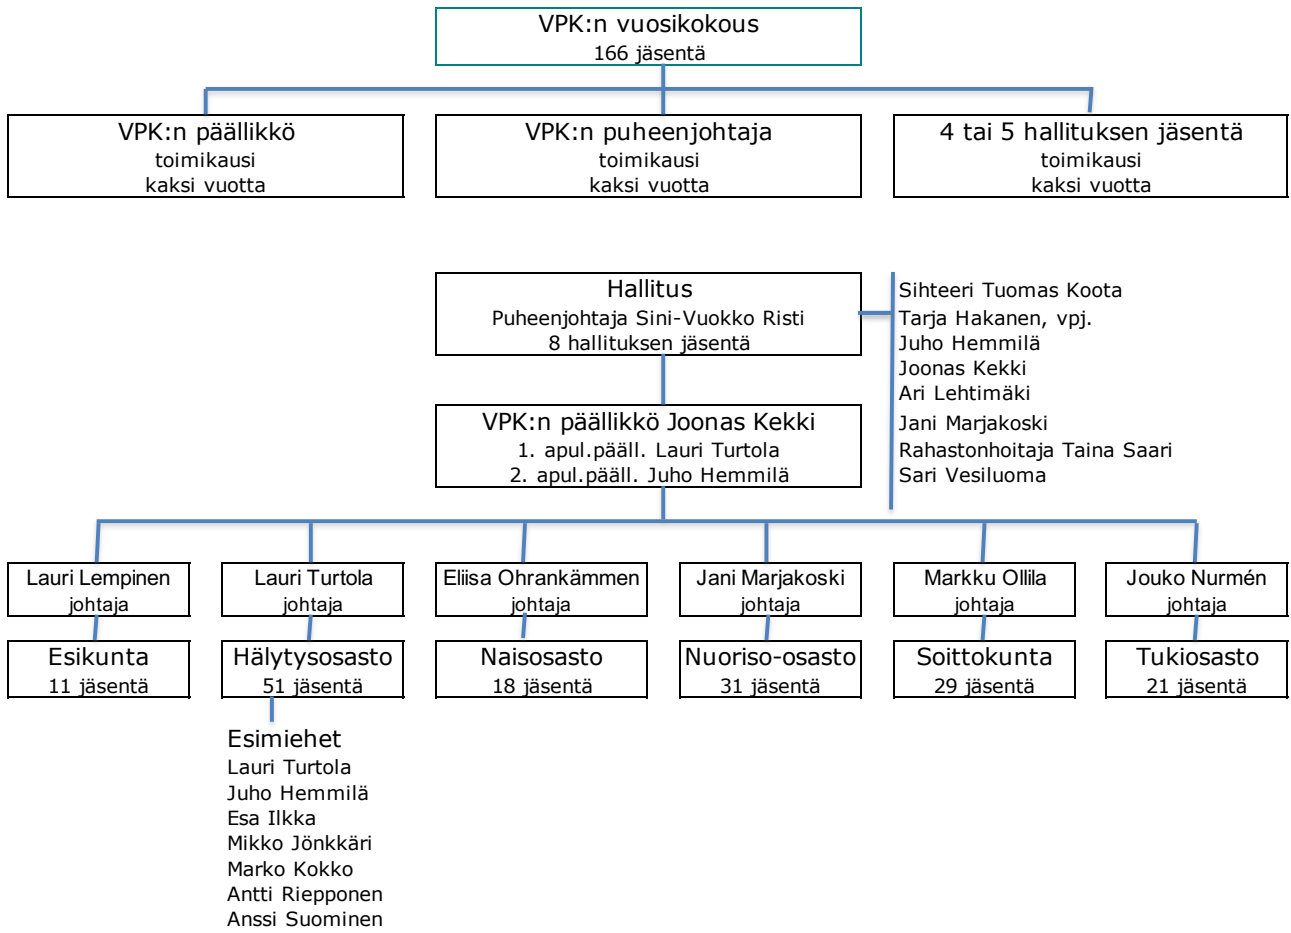 VPK:n vuosikokous
166 jäsentä
VPK:n päällikkö
toimikausi
kaksi vuotta
VPK:n puheenjohtaja
toimikausi
kaksi vuotta
4 tai 5 hallituksen jäsentä
toimikausi
kaksi vuotta
Hallitus
Puheenjohtaja Sini-Vuokko Risti
8 hallituksen jäsentä
Sihteeri Tuomas Koota
Tarja Hakanen, vpj.
Juho Hemmilä
Joonas Kekki
Ari Lehtimäki
Jani Marjakoski
Rahastonhoitaja Taina Saari
Sari Vesiluoma
VPK:n päällikkö Joonas Kekki
1. apul.pääll. Lauri Turtola
2. apul.pääll. Juho Hemmilä
Lauri Lempinen
johtaja
Lauri Turtola
johtaja
Eliisa Ohrankämmen
johtaja
Jani Marjakoski
johtaja
Markku Ollila
johtaja
Jouko Nurmén
johtaja
Esikunta
11 jäsentä
Hälytysosasto
51 jäsentä
Naisosasto
18 jäsentä
Nuoriso-osasto
31 jäsentä
Soittokunta
29 jäsentä
Tukiosasto
21 jäsentä
Esimiehet
Lauri Turtola
Juho Hemmilä
Esa Ilkka
Mikko Jönkkäri
Marko Kokko
Antti Riepponen
Anssi Suominen